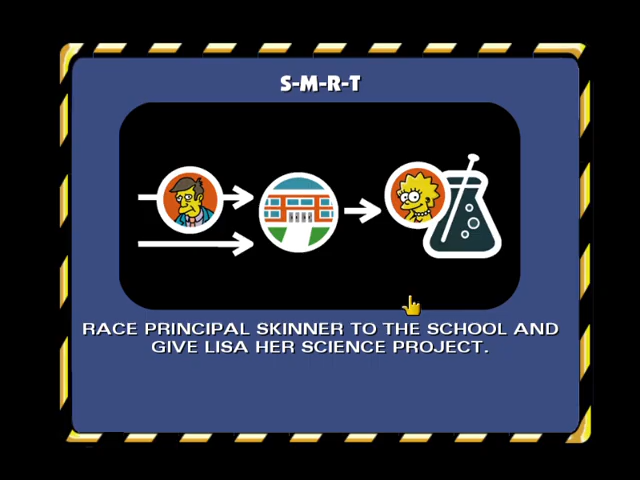 S-M-R-T
RACE PRINCIPAL SKINNER TO THE SCHOOL AND
GIVE LISA HER SCIENCE PROJECT.